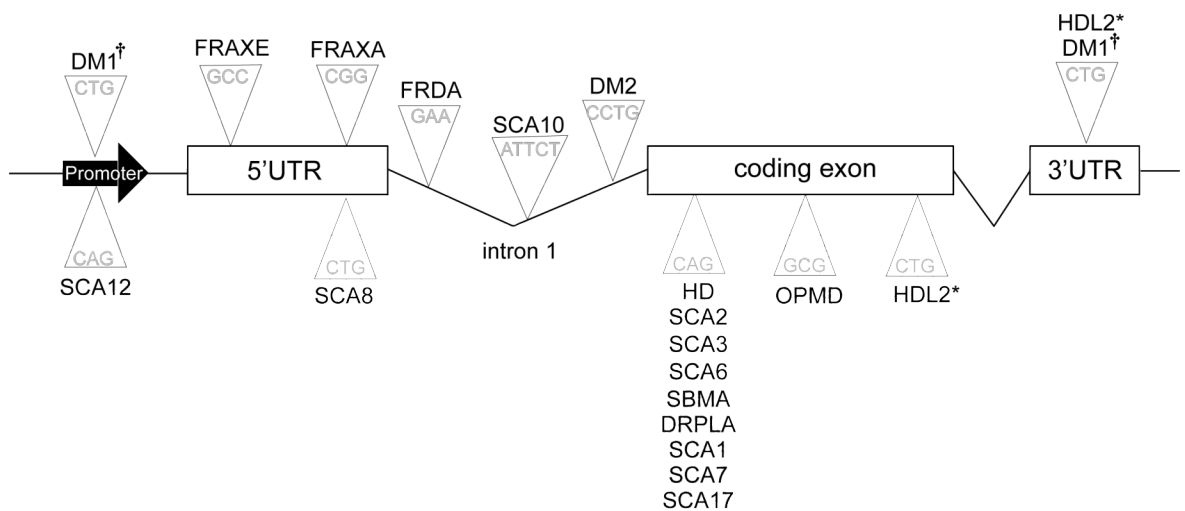 HDL2*
DM1†
CTG
DM1†
CTG
FRAXE
GCC
FRAXA
CGG
FRDA
GAA
SCA10
ATTCT
DM2
CCTG
Promoter
5’UTR
coding exon
3’UTR
intron 1
CAG
SCA12
CTG
SCA8
CAG
HD
SCA2
SCA3
SCA6
SBMA
DRPLA
SCA1
SCA7
SCA17
GCG
OPMD
CTG
HDL2*